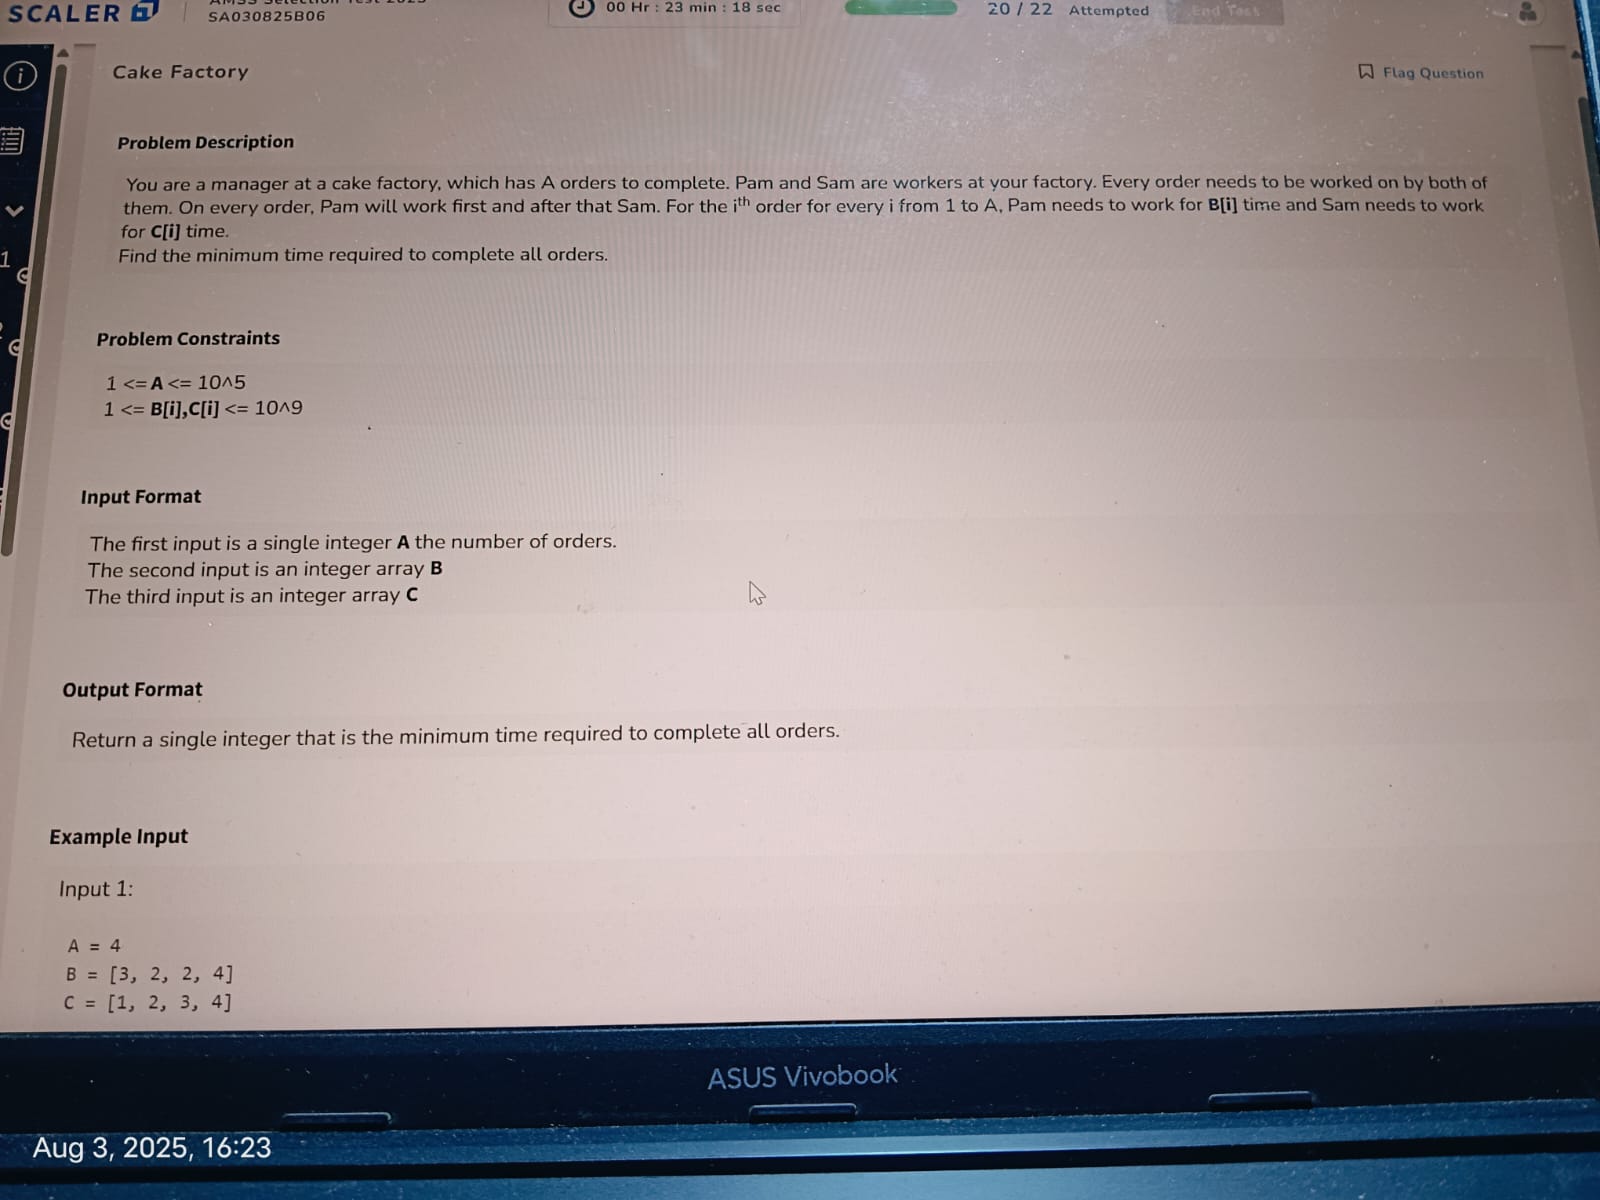 SCALER
SA030825B06
00 Hr : 23 min : 18 sec
20 / 22 Attempted
End Test
Cake Factory
Flag Question
Problem Description
You are a manager at a cake factory, which has A orders to complete. Pam and Sam are workers at your factory. Every order needs to be worked on by both of
them. On every order, Pam will work first and after that Sam. For the iᵗʰ order for every i from 1 to A, Pam needs to work for B[i] time and Sam needs to work
for C[i] time.
Find the minimum time required to complete all orders.
1
Problem Constraints
1 <= A <= 10^5
1 <= B[i],C[i] <= 10^9
Input Format
The first input is a single integer A the number of orders.
The second input is an integer array B
The third input is an integer array C
Output Format
Return a single integer that is the minimum time required to complete all orders.
Example Input
Input 1:
A = 4
B = [3, 2, 2, 4]
C = [1, 2, 3, 4]
ASUS Vivobook
Aug 3, 2025, 16:23